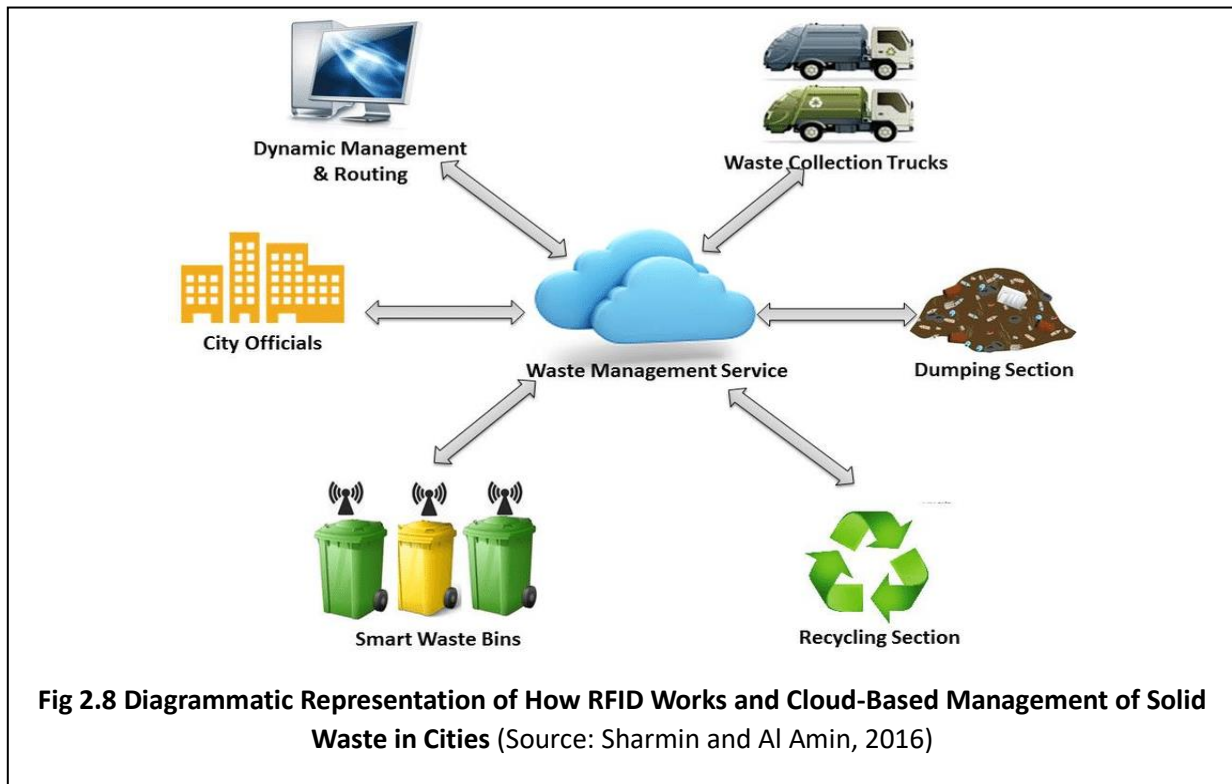 Dynamic Management
& Routing
Waste Collection Trucks
City Officials
Waste Management Service
Dumping Section
Smart Waste Bins
Recycling Section
Fig 2.8 Diagrammatic Representation of How RFID Works and Cloud-Based Management of Solid
Waste in Cities (Source: Sharmin and Al Amin, 2016)